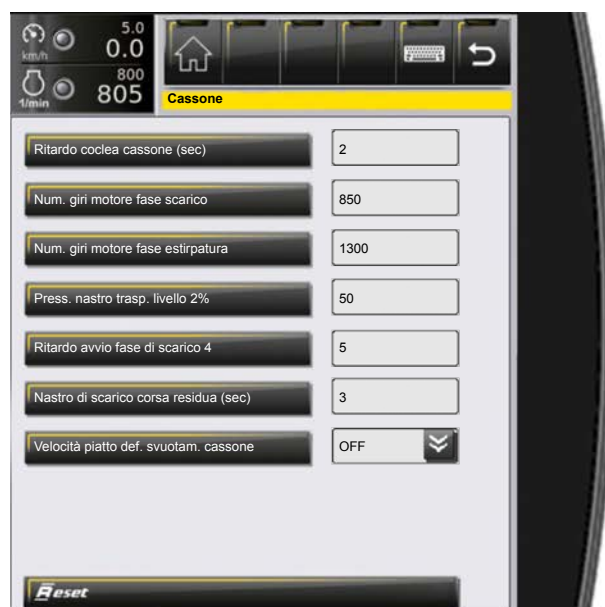 5.0
km/h
0.0
800
1/min
805
Cassone
Ritardo coclea cassone (sec)
2
Num. giri motore fase scarico
850
Num. giri motore fase estirpatura
1300
Press. nastro trasp. livello 2%
50
Ritardo avvio fase di scarico 4
5
Nastro di scarico corsa residua (sec)
3
Velocità piatto def. svuotam. cassone
OFF
Reset